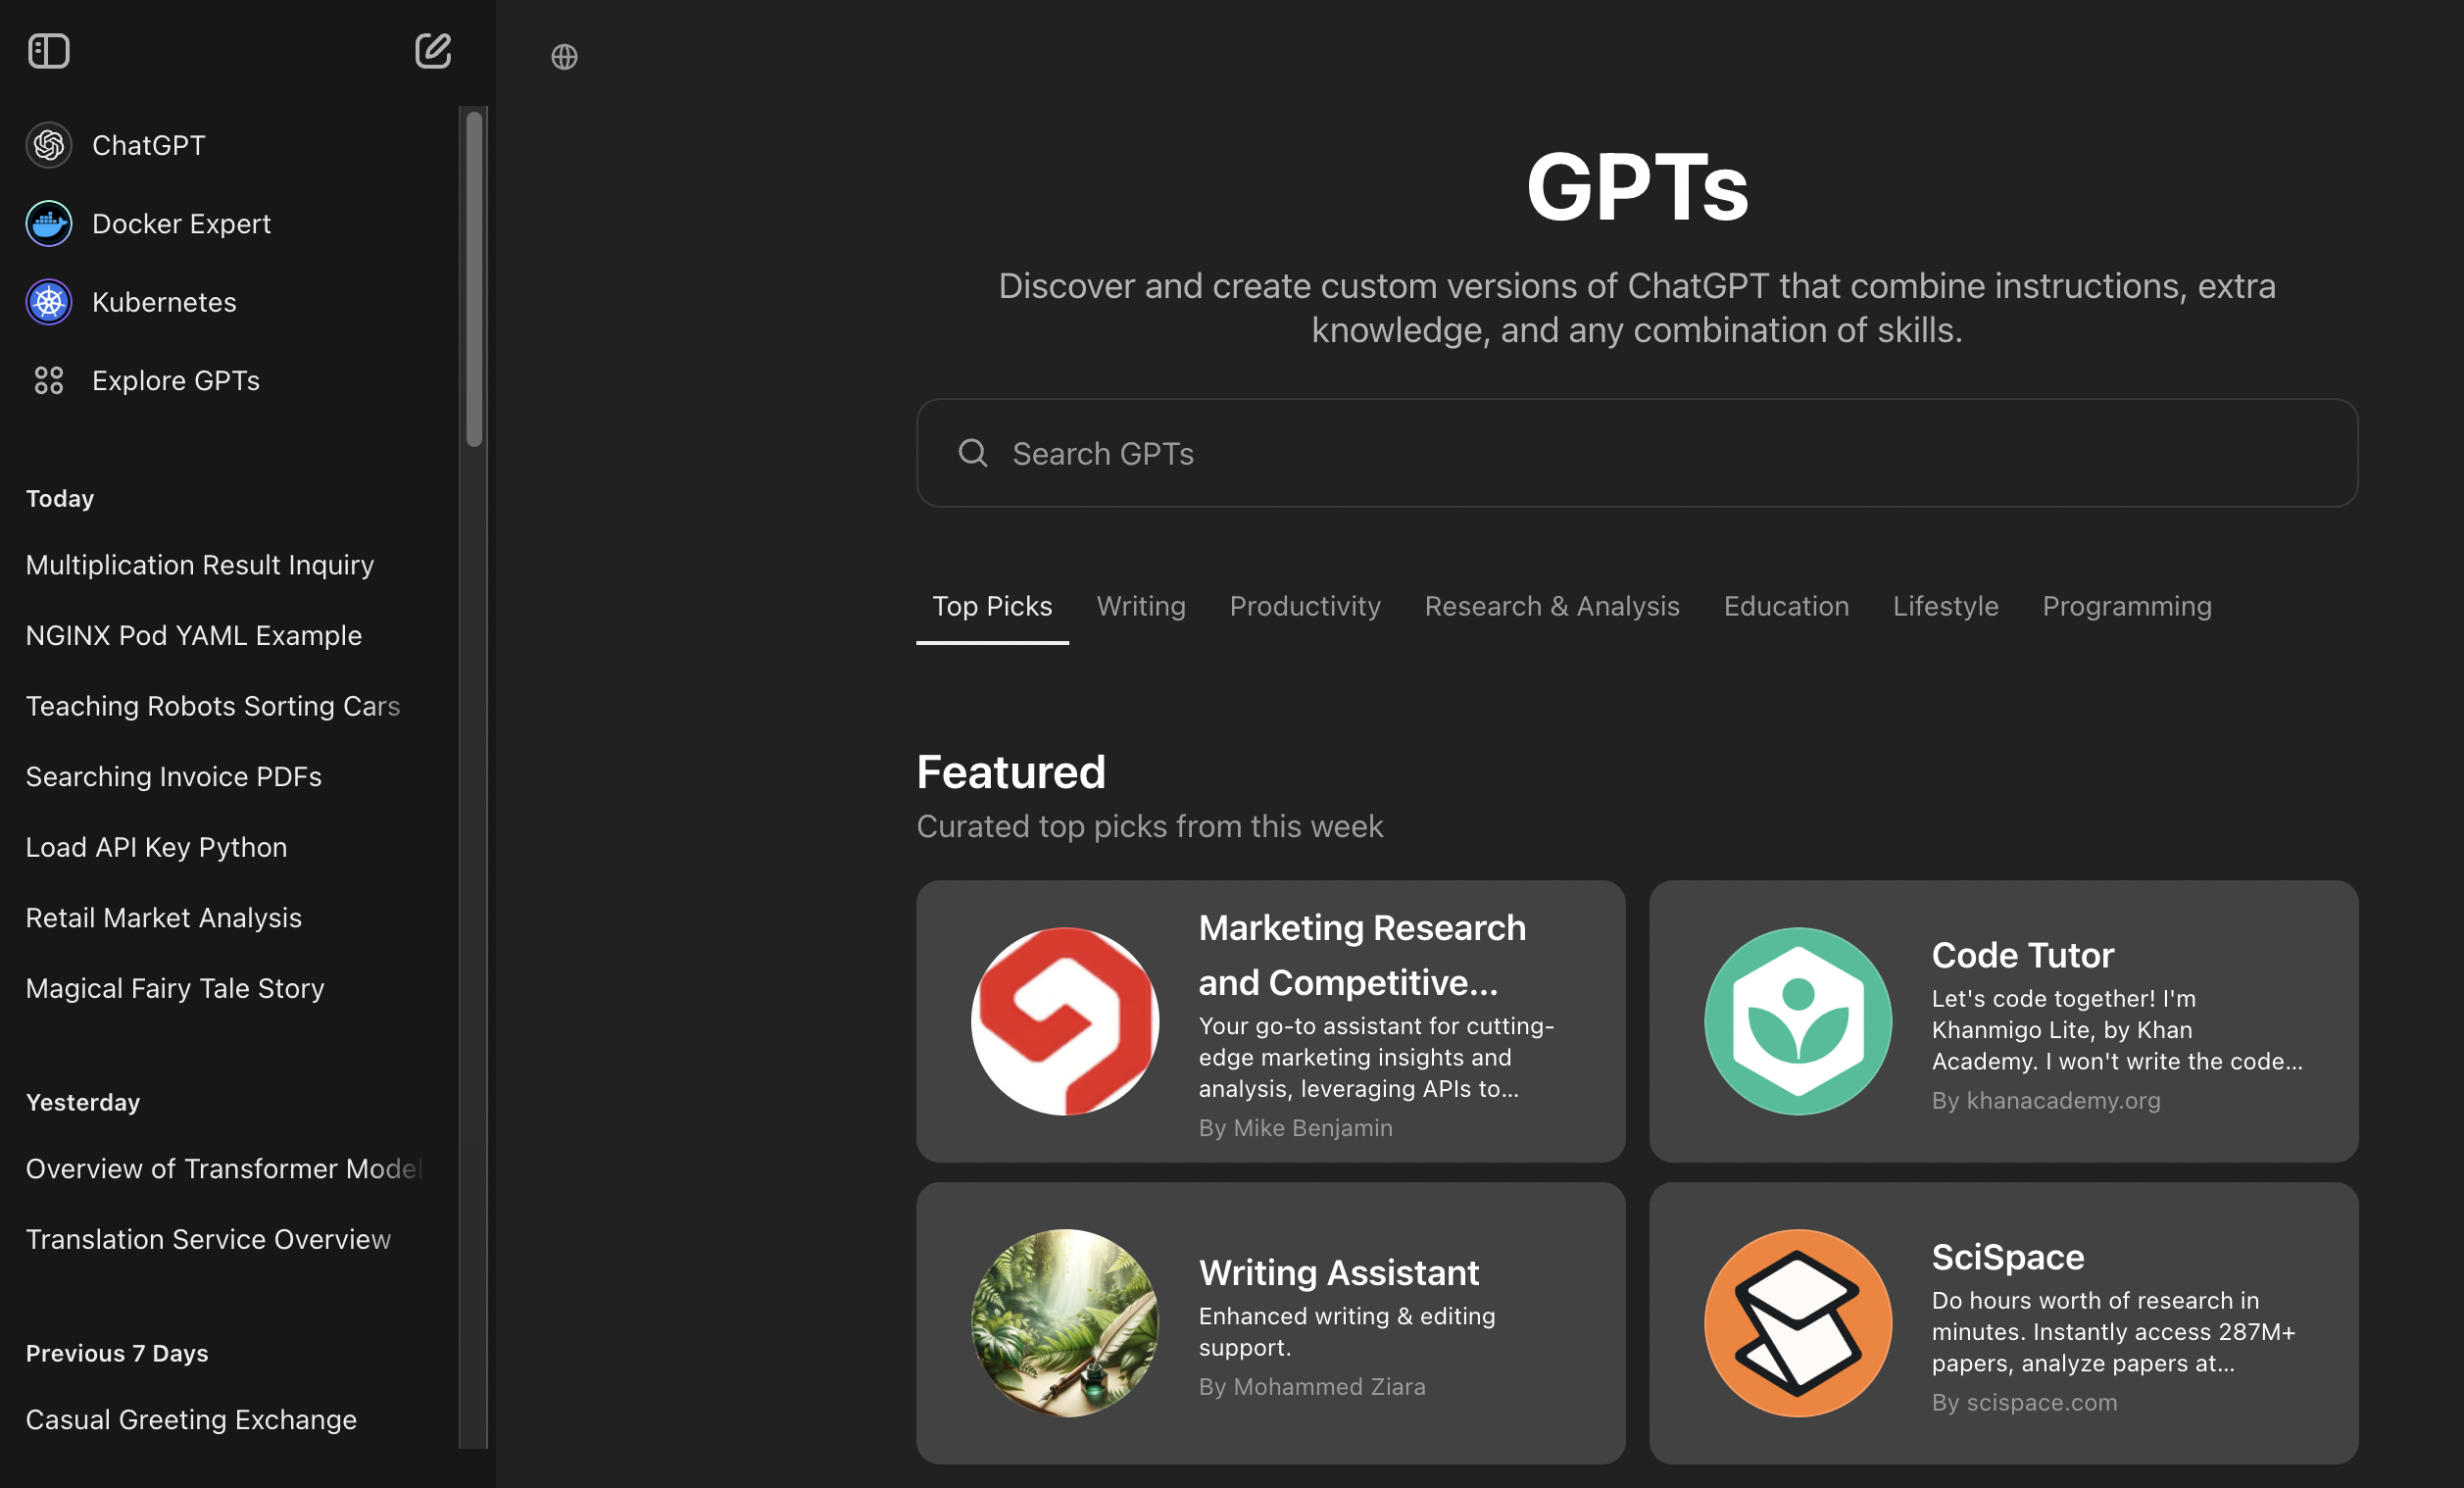 ChatGPT
Docker Expert
Kubernetes
Explore GPTs
Today
Multiplication Result Inquiry
NGINX Pod YAML Example
Teaching Robots Sorting Cars
Searching Invoice PDFs
Load API Key Python
Retail Market Analysis
Magical Fairy Tale Story
Yesterday
Overview of Transformer Model
Translation Service Overview
Previous 7 Days
Casual Greeting Exchange
GPTs
Discover and create custom versions of ChatGPT that combine instructions, extra
knowledge, and any combination of skills.
Search GPTs
Top Picks Writing Productivity Research & Analysis Education Lifestyle Programming
Featured
Curated top picks from this week
Marketing Research
and Competitive...
Your go-to assistant for cutting-
edge marketing insights and
analysis, leveraging APIs to...
By Mike Benjamin
Code Tutor
Let's code together! I'm
Khanmigo Lite, by Khan
Academy. I won't write the code...
By khanacademy.org
Writing Assistant
Enhanced writing & editing
support.
By Mohammed Ziara
SciSpace
Do hours worth of research in
minutes. Instantly access 287M+
papers, analyze papers at...
By scispace.com